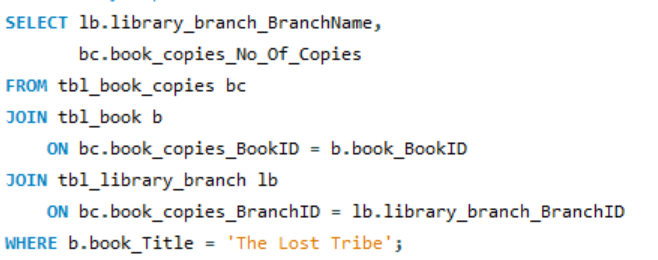 SELECT lb.library_branch_BranchName,
bc.book_copies_No_Of_Copies
FROM tbl_book_copies bc
JOIN tbl_book b
ON bc.book_copies_BookID = b.book_BookID
JOIN tbl_library_branch lb
ON bc.book_copies_BranchID = lb.library_branch_BranchID
WHERE b.book_Title = 'The Lost Tribe';